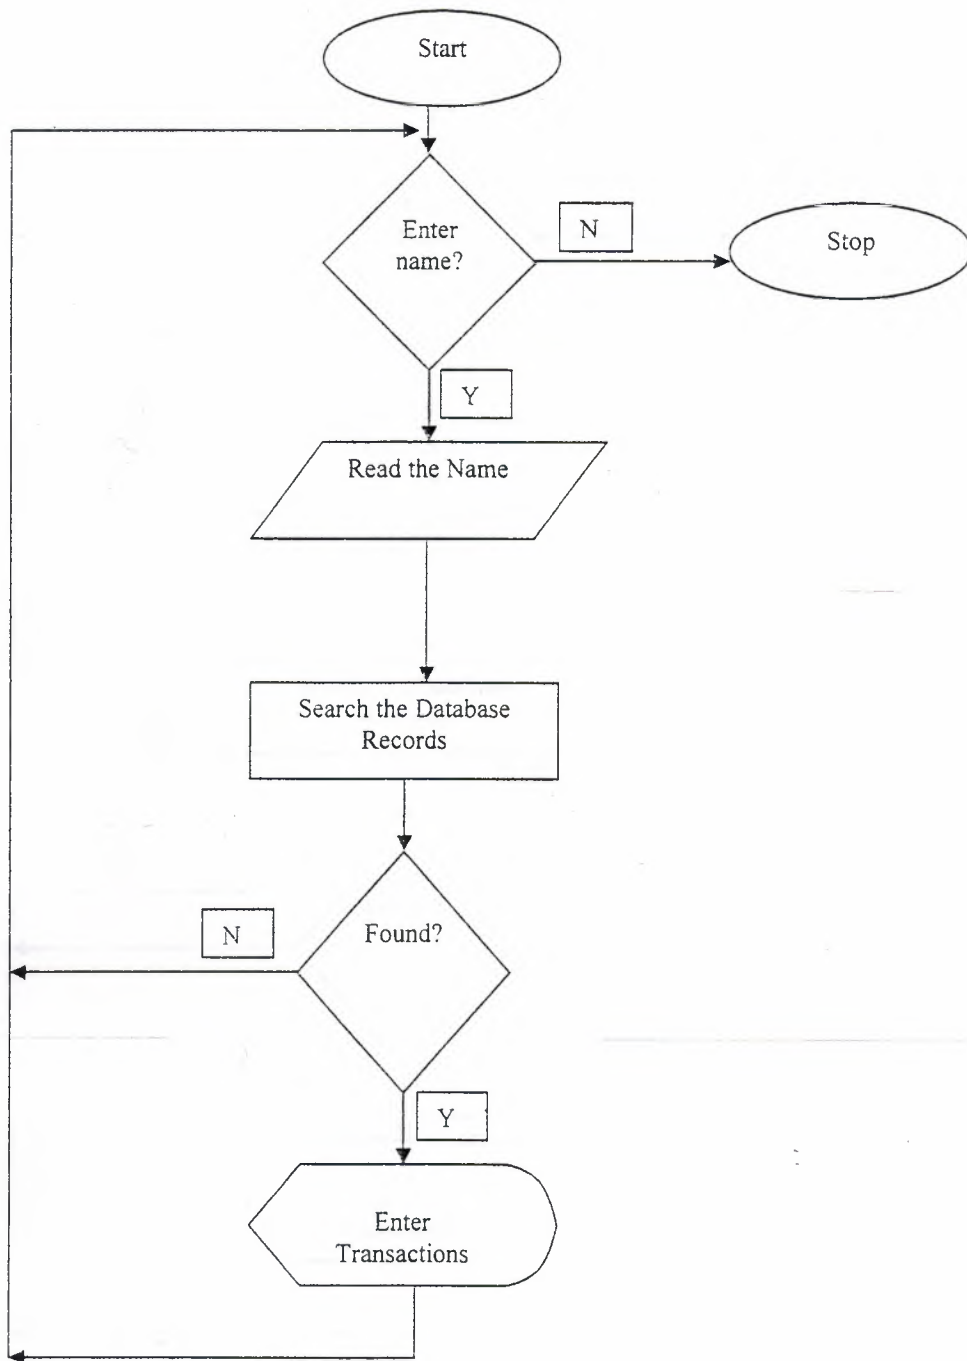 Start
Enter
name?
N
Stop
Y
Read the Name
Search the Database
Records
Found?
N
Y
Enter
Transactions